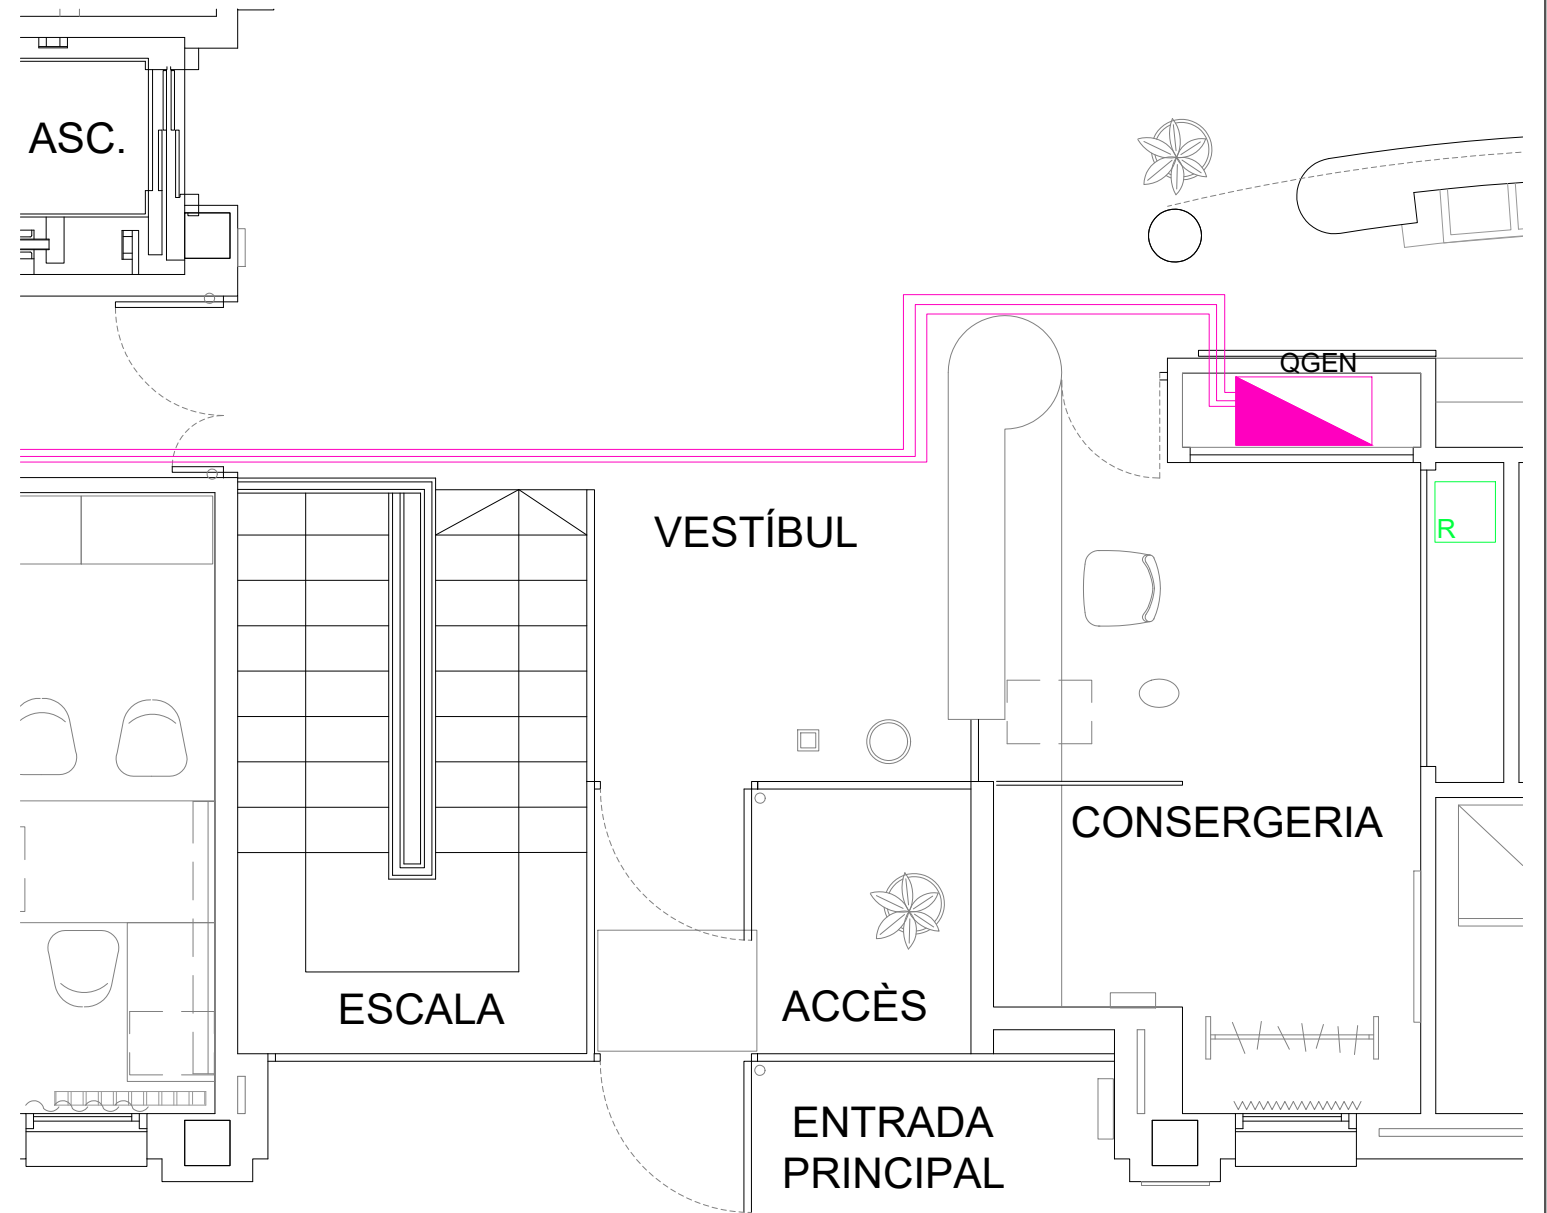 ASC.
QGEN
VESTÍBUL
R
CONSERGERIA
ESCALA
ACCÈS
ENTRADA
PRINCIPAL